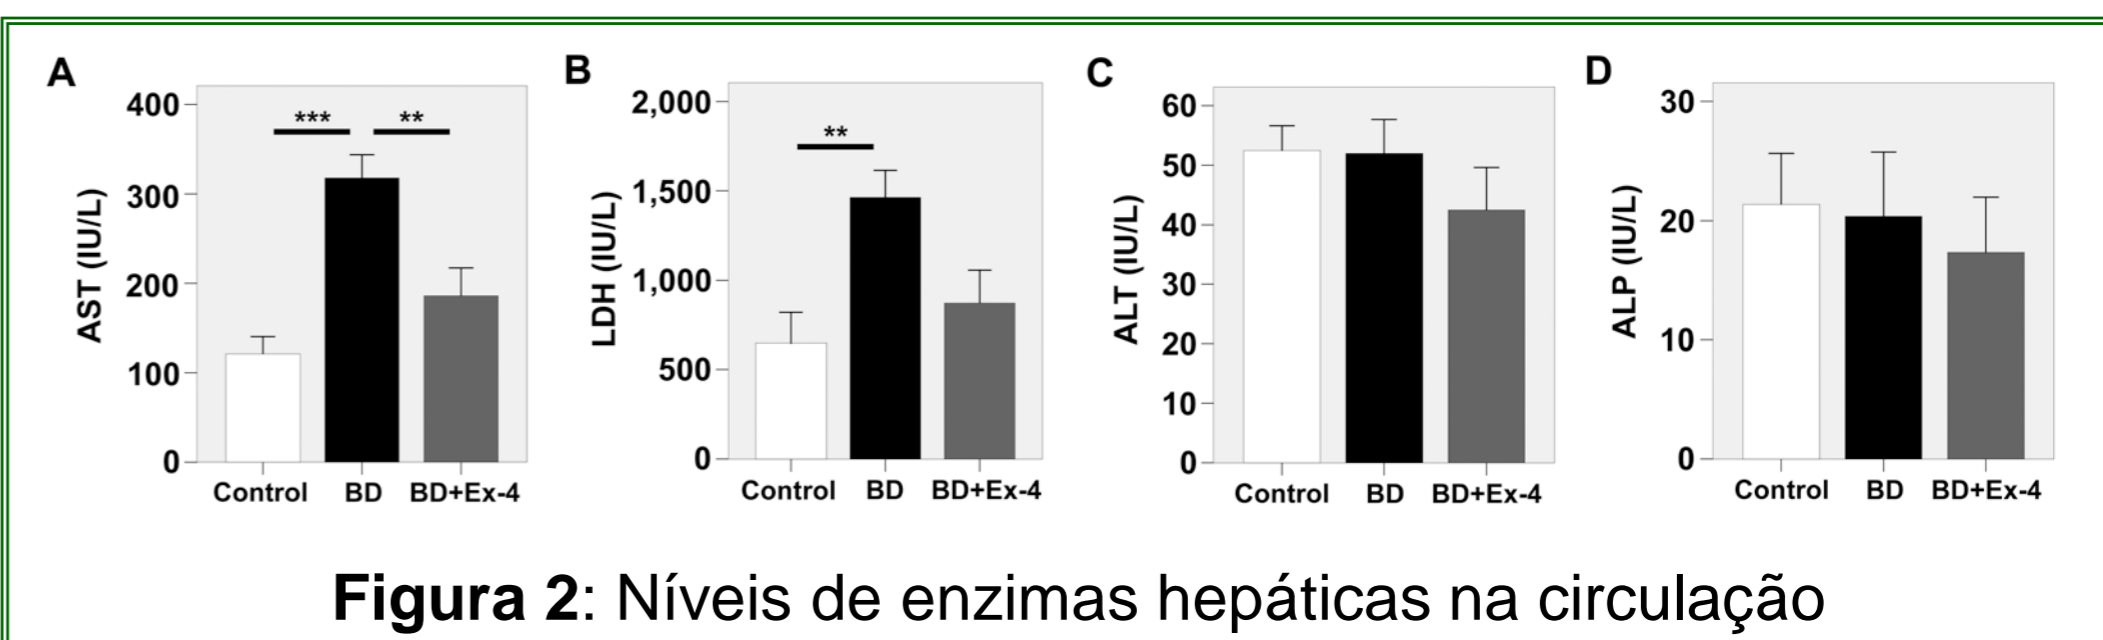 A
AST (IU/L)
400
300
200
100
0
***
**
Control BD BD+Ex-4
B
LDH (IU/L)
2,000
1,500
1,000
500
0
**
Control BD BD+Ex-4
C
ALT (IU/L)
60
50
40
30
20
10
0
Control BD BD+Ex-4
D
ALP (IU/L)
30
20
10
0
Control BD BD+Ex-4
Figura 2: Níveis de enzimas hepáticas na circulação